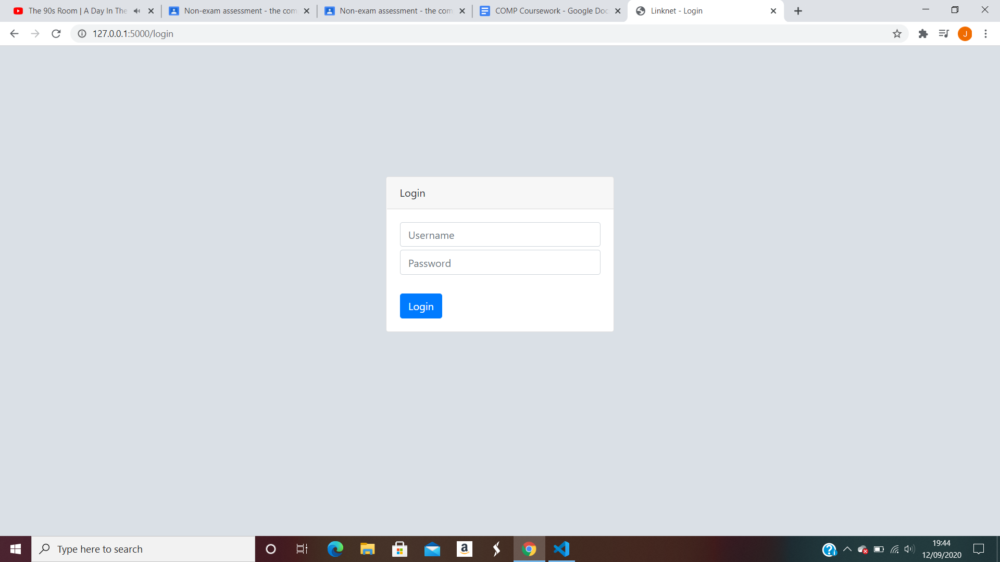 The 90s Room | A Day In The
Non-exam assessment - the com
Non-exam assessment - the com
COMP Coursework - Google Doc
Linknet - Login
127.0.0.1:5000/login
J
Login
Username
Password
Login
Type here to search
a
19:44
12/09/2020